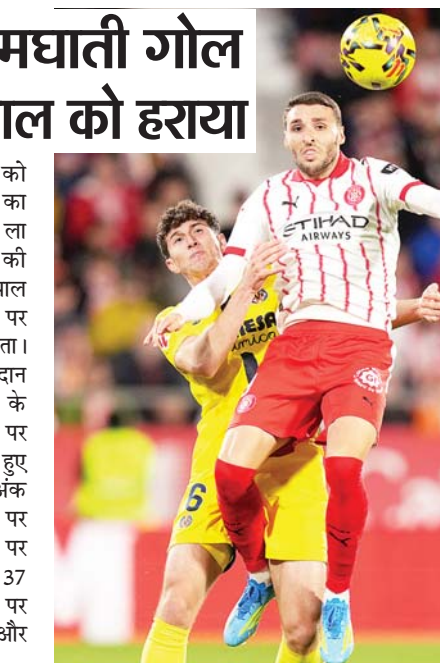 मघाती गोल
ाल को हराया
को
का
ला
की
याल
पर
ता।
दान
के
पर
हुए
अंक
पर
पर
37
पर
और
ETIHAD
AIRWAYS
6